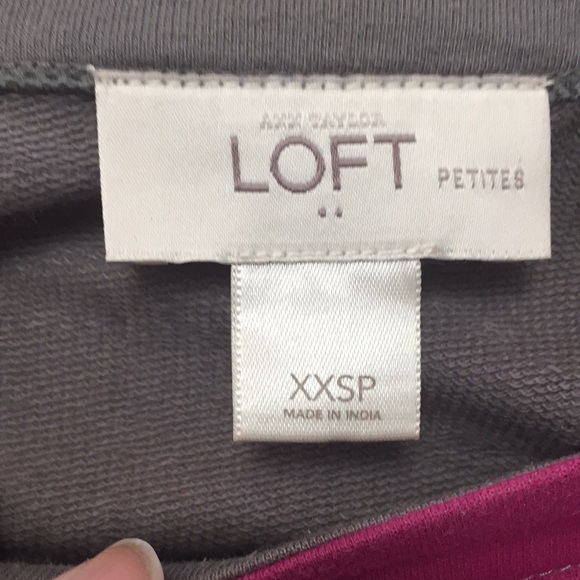 ANN TAYLOR
LOFT PETITES
XXSP
MADE IN INDIA